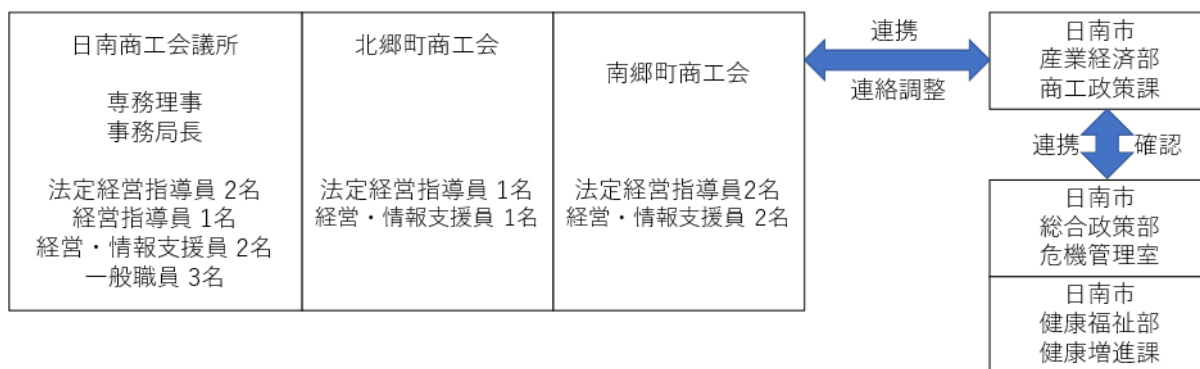 日南商工会議所
専務理事
事務局長
法定経営指導員 2名
経営指導員 1名
経営・情報支援員 2名
一般職員 3名
北郷町商工会
法定経営指導員 1名
経営・情報支援員 1名
南郷町商工会
法定経営指導員2名
経営・情報支援員 2名
連携
連絡調整
日南市
産業経済部
商工政策課
連携 確認
日南市
総合政策部
危機管理室
日南市
健康福祉部
健康増進課